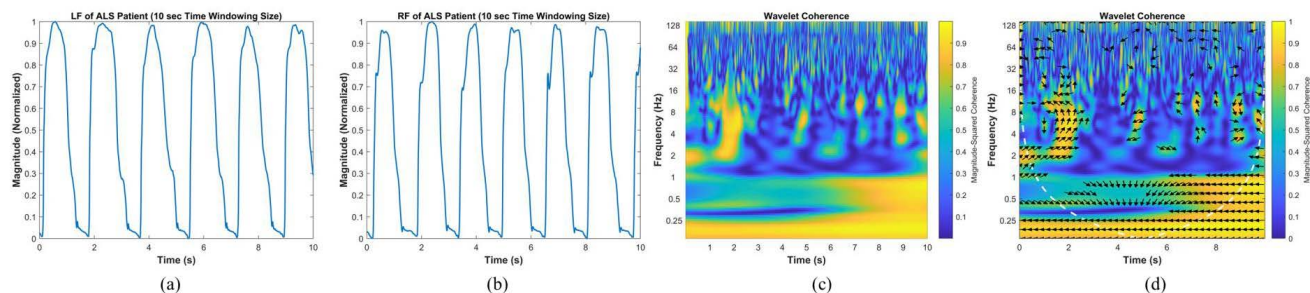 LF of ALS Patient (10 sec Time Windowing Size)
Magnitude (Normalized)
1
0.9
0.8
0.7
0.6
0.5
0.4
0.3
0.2
0.1
0
0 2 4 6 8 10
Time (s)
(a)
RF of ALS Patient (10 sec Time Windowing Size)
Magnitude (Normalized)
1
0.9
0.8
0.7
0.6
0.5
0.4
0.3
0.2
0.1
0
0 2 4 6 8 10
Time (s)
(b)
Wavelet Coherence
Frequency (Hz)
128
64
32
16
8
4
2
1
0.5
0.25
1 2 3 4 5 6 7 8 9 10
Time (s)
0.9
0.8
0.7
0.6
0.5
0.4
0.3
0.2
0.1
Magnitude-Squared Coherence
(c)
Wavelet Coherence
Frequency (Hz)
128
64
32
16
8
4
2
1
0.5
0.25
0 2 4 6 8
Time (s)
1
0.9
0.8
0.7
0.6
0.5
0.4
0.3
0.2
0.1
0
Magnitude-Squared Coherence
(d)